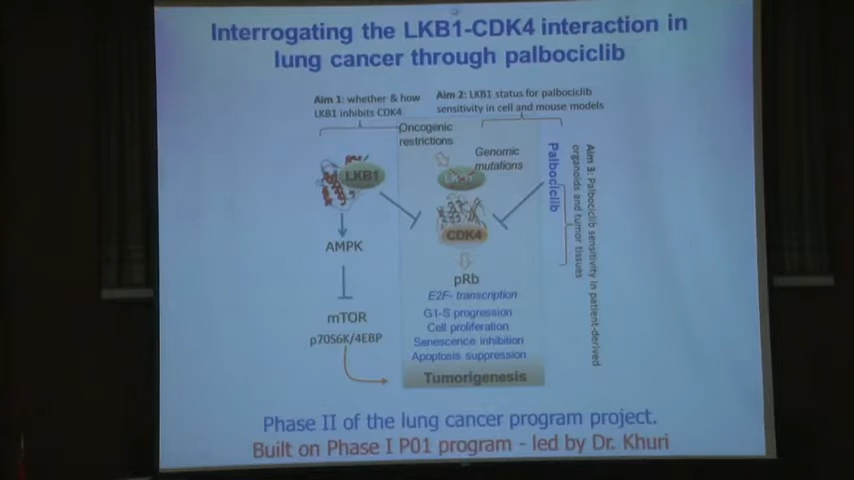 Interrogating the LKB1-CDK4 interaction in
lung cancer through palbociclib
Aim 1: whether & how
LKB1 inhibits CDK4
Aim 2: LKB1 status for palbociclib
sensitivity in cell and mouse models
Oncogenic
restrictions
Genomic
mutations
LKB1
Palbociclib
Aim 3: Palbociclib sensitivity in patient-derived
organoids and tumor tissues
CDK4
AMPK
pRb
E2F- transcription
mTOR
p70S6K/4EBP
G1-S progression
Cell proliferation
Senescence inhibition
Apoptosis suppression
Tumorigenesis
Phase II of the lung cancer program project.
Built on Phase I P01 program - led by Dr. Khuri